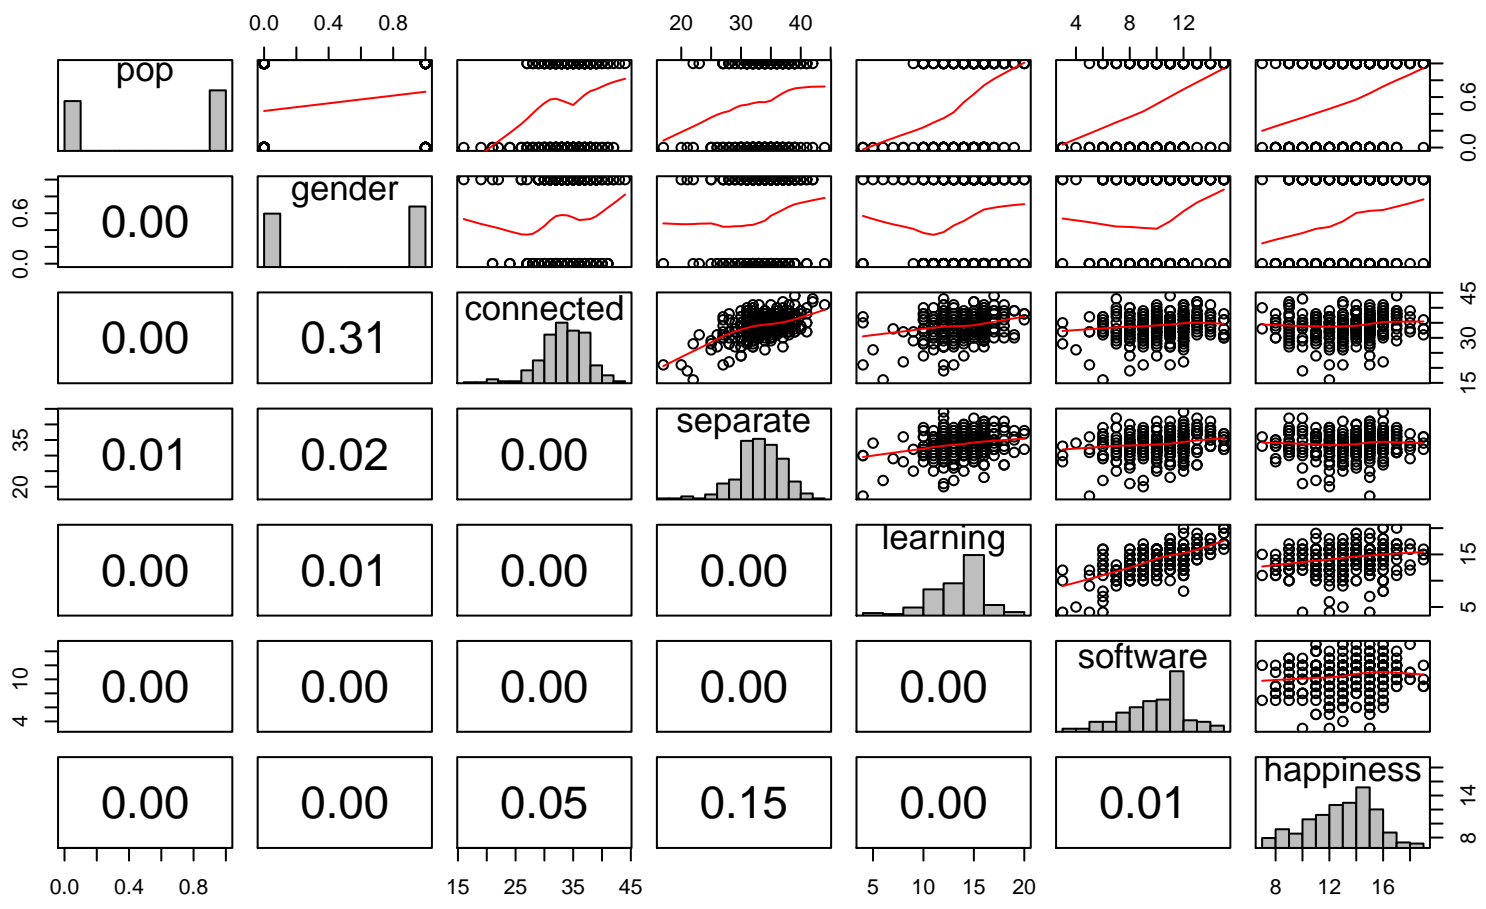 0.0 0.4 0.8 20 30 40 4 8 12
pop
0.0 0.6
0.0 0.6
0.00
gender
0.00 0.31
connected
15 30 45
20 35
0.01 0.02 0.00
separate
0.00 0.01 0.00 0.00
learning
5 15
4 10
0.00 0.00 0.00 0.00 0.00
software
0.00 0.00 0.05 0.15 0.00 0.01
happiness
8 14
0.0 0.4 0.8 15 25 35 45 5 10 15 20 8 12 16